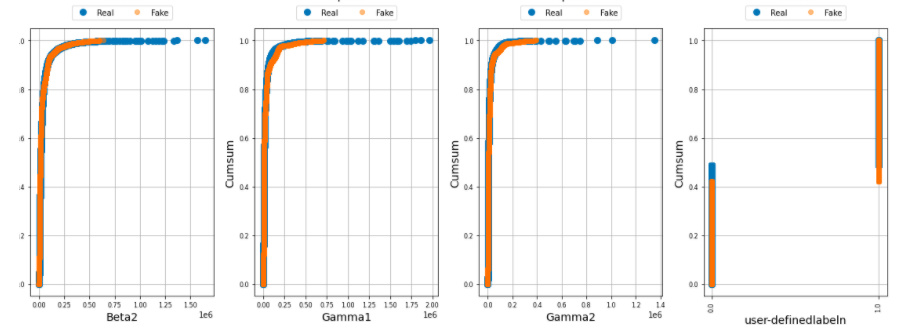 Real Fake Real Fake Real Fake Real Fake
.0 1.0 1.0 1.0
.8 0.8 0.8 0.8
.6 0.6 0.6 0.6
Cumsum Cumsum Cumsum
.4 0.4 0.4 0.4
.2 0.2 0.2 0.2
.0 0.0 0.0 0.0
0.00 0.25 0.50 0.75 1.00 1.25 1.50 0.00 0.25 0.50 0.75 1.00 1.25 1.50 1.75 2.00 0.0 0.2 0.4 0.6 0.8 1.0 1.2 1.4 0.0 1.0
Beta2 1e6 Gamma1 1e6 Gamma2 1e6 user-definedlabeln